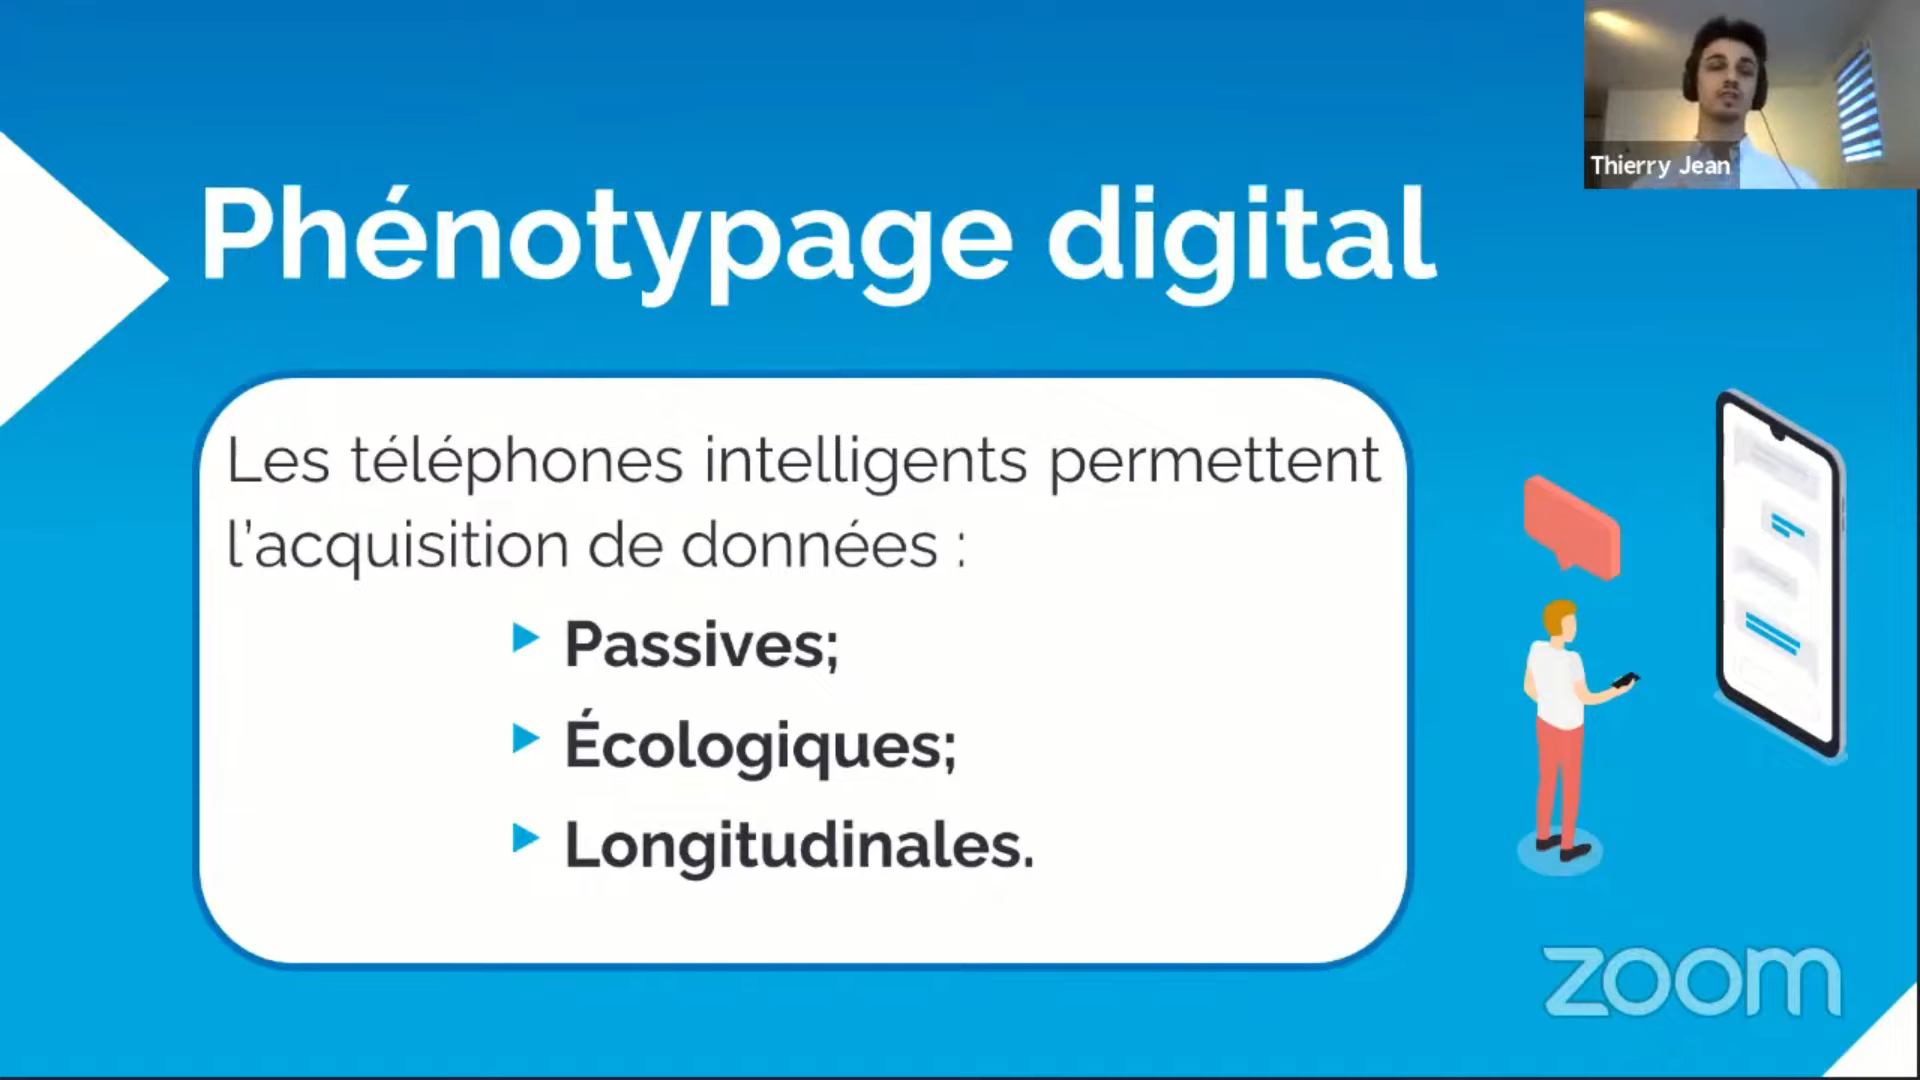 Thierry Jean
Phénotypage digital
Les téléphones intelligents permettent
l'acquisition de données :
Passives;
Écologiques;
Longitudinales.
zoom